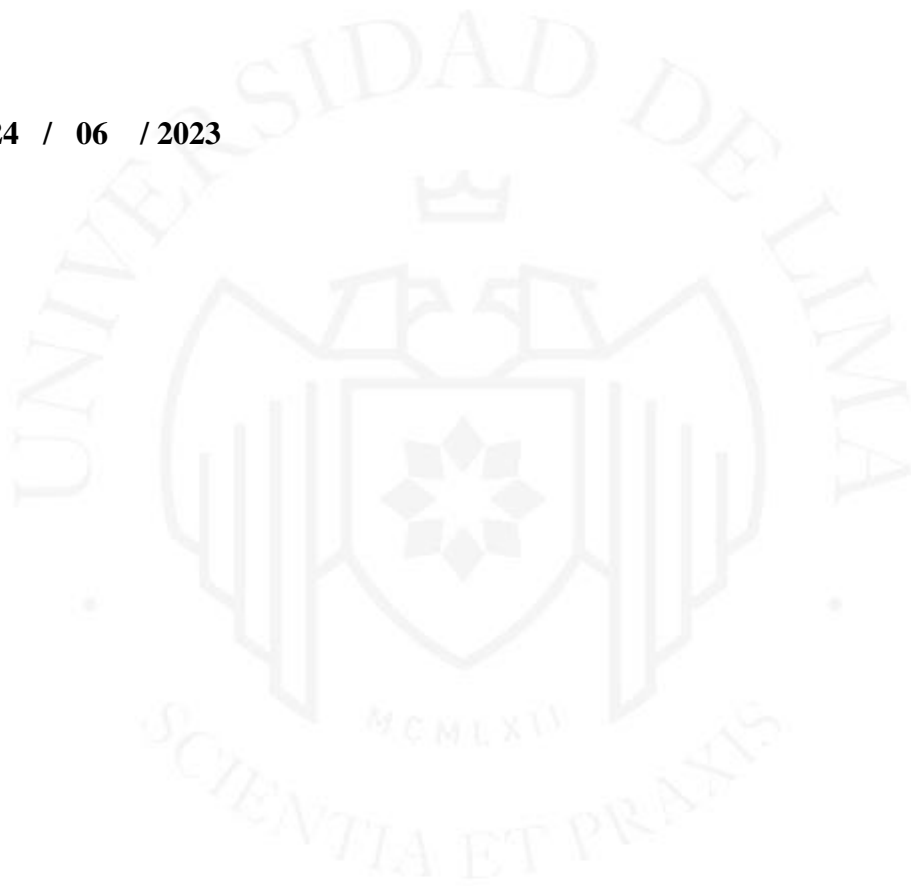 24 / 06 / 2023
UNIVERSIDAD DE LIMA
MCMLXII
SCIENTIA ET PRAXIS